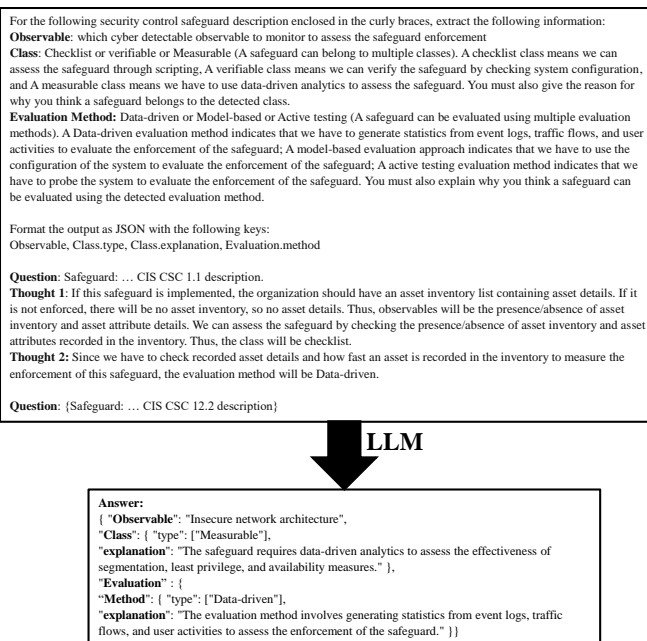 For the following security control safeguard description enclosed in the curly braces, extract the following information:
Observable: which cyber detectable observable to monitor to assess the safeguard enforcement
Class: Checklist or verifiable or Measurable (A safeguard can belong to multiple classes). A checklist class means we can
assess the safeguard through scripting, A verifiable class means we can verify the safeguard by checking system configuration,
and A measurable class means we have to use data-driven analytics to assess the safeguard. You must also give the reason for
why you think a safeguard belongs to the detected class.
Evaluation Method: Data-driven or Model-based or Active testing (A safeguard can be evaluated using multiple evaluation
methods). A Data-driven evaluation method indicates that we have to generate statistics from event logs, traffic flows, and user
activities to evaluate the enforcement of the safeguard; A model-based evaluation approach indicates that we have to use the
configuration of the system to evaluate the enforcement of the safeguard; A active testing evaluation method indicates that we
have to probe the system to evaluate the enforcement of the safeguard. You must also explain why you think a safeguard can
be evaluated using the detected evaluation method.
Format the output as JSON with the following keys:
Observable, Class.type, Class.explanation, Evaluation.method
Question: Safeguard: … CIS CSC 1.1 description.
Thought 1: If this safeguard is implemented, the organization should have an asset inventory list containing asset details. If it
is not enforced, there will be no asset inventory, so no asset details. Thus, observables will be the presence/absence of asset
inventory and asset attribute details. We can assess the safeguard by checking the presence/absence of asset inventory and asset
attributes recorded in the inventory. Thus, the class will be checklist.
Thought 2: Since we have to check recorded asset details and how fast an asset is recorded in the inventory to measure the
enforcement of this safeguard, the evaluation method will be Data-driven.
Question: {Safeguard: … CIS CSC 12.2 description}
LLM
Answer:
{ "Observable": "Insecure network architecture",
"Class": { "type": ["Measurable"],
"explanation": "The safeguard requires data-driven analytics to assess the effectiveness of
segmentation, least privilege, and availability measures." },
"Evaluation” : {
“Method": { "type": ["Data-driven"],
"explanation": "The evaluation method involves generating statistics from event logs, traffic
flows, and user activities to assess the enforcement of the safeguard." }}